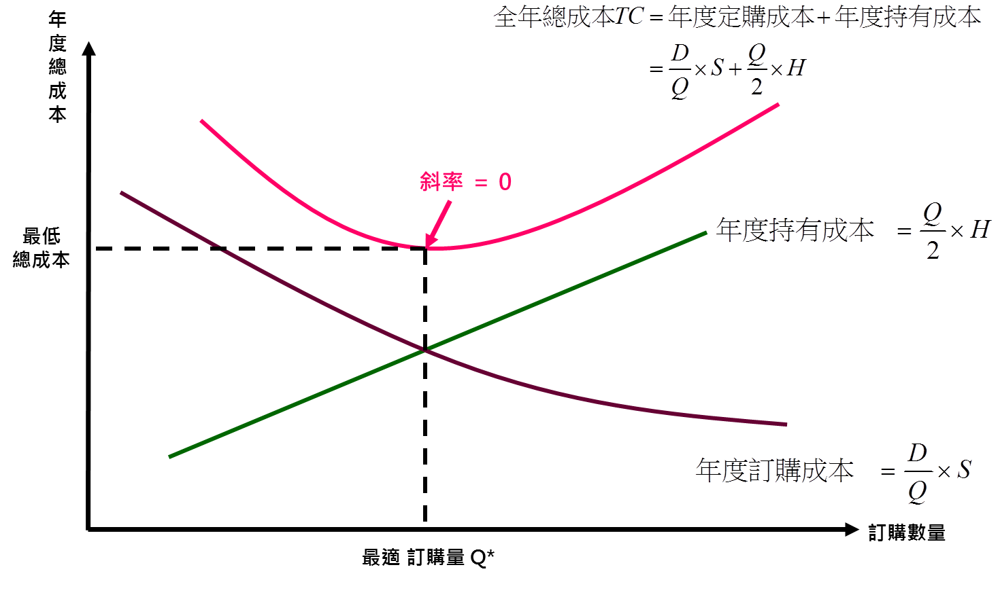 年度總成本
全年總成本TC = 年度定購成本 + 年度持有成本
= D/Q × S + Q/2 × H
斜率 = 0
年度持有成本 = Q/2 × H
最低
總成本
年度訂購成本 = D/Q × S
訂購數量
最適 訂購量 Q*